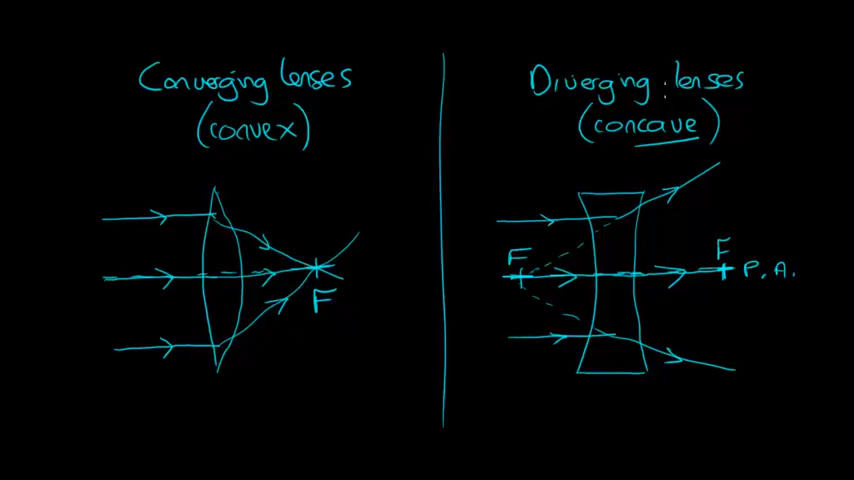 Converging lenses
(convex)
F
Diverging lenses
(concave)
F
F
P.A.